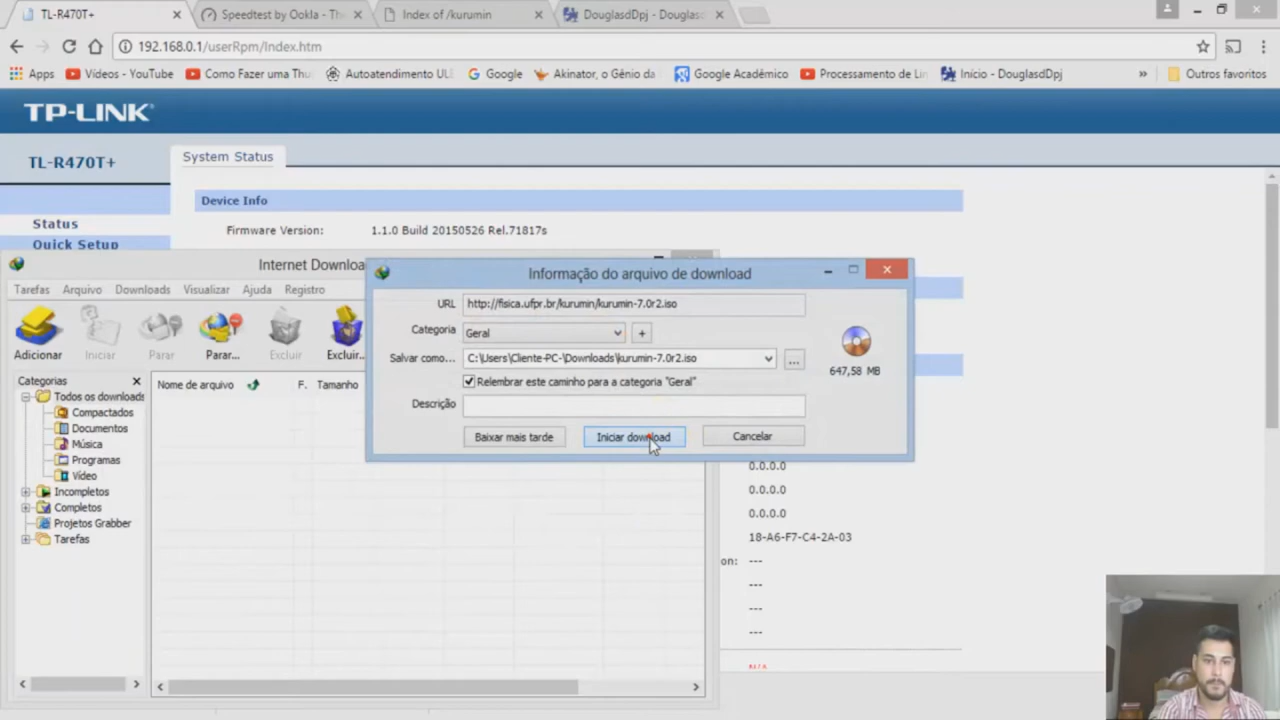 TL-R470T+
Speedtest by Ookla - The
Index of /kurumin
DouglasdDpj - Douglas
192.168.0.1/userRpm/Index.htm
Apps
Vídeos - YouTube
Como Fazer uma Thu
Autoatendimento UL
Google
Akinator, o Gênio da
Google Acadêmico
Processamento de Lin
Início - DouglasdDpj
»
Outros favoritos
TP-LINK
TL-R470T+
System Status
Device Info
Status
Firmware Version:
1.1.0 Build 20150526 Rel.71817s
Quick Setup
Internet Downloa
Tarefas
Arquivo
Downloads
Visualizar
Ajuda
Registro
Adicionar
Iniciar
Parar
Parar...
Excluir
Excluir...
Categorias
Todos os downloads
Compactados
Documentos
Música
Programas
Vídeo
Incompletos
Completos
Projetos Grabber
Tarefas
Nome de arquivo
F.
Tamanho
Informação do arquivo de download
URL
http://fisica.ufpr.br/kurumin/kurumin-7.0r2.iso
Categoria
Geral
+
Salvar como...
C:\Users\Cliente-PC-\Downloads\kurumin-7.0r2.iso
...
647,58 MB
Relembrar este caminho para a categoria "Geral"
Descrição
Baixar mais tarde
Iniciar download
Cancelar
0.0.0.0
0.0.0.0
0.0.0.0
18-A6-F7-C4-2A-03
on:
---
---
---
---
N/A